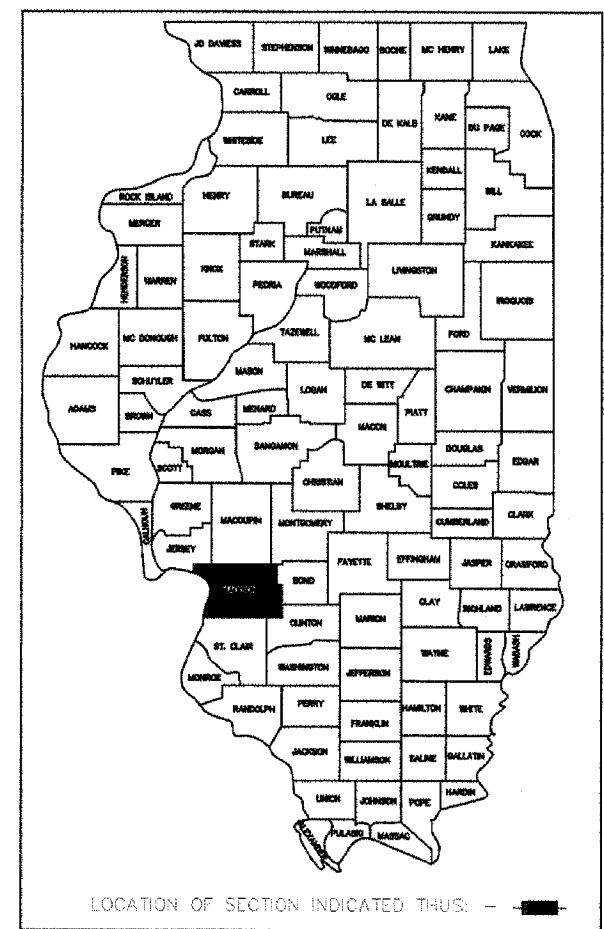 JO DAVIESS STEPHENSON WINNEBAGO BOONE MC HENRY LAKE
CARROLL OGLE DE KALB KANE DU PAGE COOK
WHITESIDE LEE KENDALL WILL
ROCK ISLAND HENRY BUREAU LA SALLE GRUNDY
MERCER PUTNAM KANKAKEE
HENDERSON WARREN KNOX STARK MARSHALL LIVINGSTON
PEORIA WOODFORD IROQUOIS
HANCOCK MC DONOUGH FULTON TAZEWELL MC LEAN FORD
SCHUYLER MASON LOGAN DE WITT CHAMPAIGN VERMILION
ADAMS BROWN CASS MENARD MACON PIATT
PIKE SCOTT MORGAN SANGAMON MOULTRIE DOUGLAS EDGAR
CHRISTIAN COLES
CALHOUN GREENE MACOUPIN MONTGOMERY SHELBY CUMBERLAND CLARK
JERSEY FAYETTE EFFINGHAM JASPER CRAWFORD
MADISON BOND CLAY RICHLAND LAWRENCE
CLINTON MARION
ST. CLAIR WAYNE EDWARDS WABASH
MONROE WASHINGTON JEFFERSON
RANDOLPH PERRY HAMILTON WHITE
FRANKLIN
JACKSON WILLIAMSON SALINE GALLATIN
UNION JOHNSON POPE HARDIN
ALEXANDER PULASKI MASSAC
LOCATION OF SECTION INDICATED THUS: -